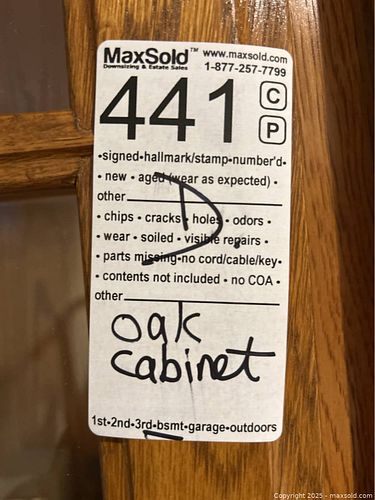 MaxSold™ www.maxsold.com
Downsizing & Estate Sales 1-877-257-7799
441 C
P
•signed•hallmark/stamp•number'd•
• new • aged (wear as expected) •
other
• chips • cracks • holes • odors •
• wear • soiled • visible repairs •
• parts missing•no cord/cable/key•
• contents not included • no COA •
other
D
oak
cabinet
1st•2nd•3rd•bsmt•garage•outdoors
Copyright 2025 - maxsold.com